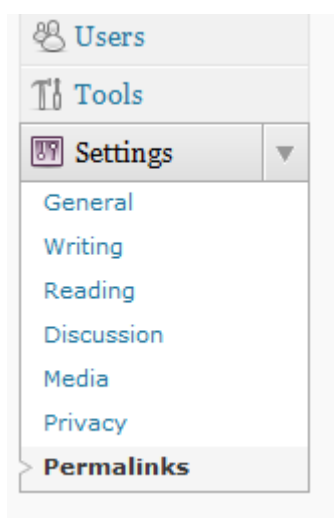 Users
Tools
Settings
General
Writing
Reading
Discussion
Media
Privacy
Permalinks